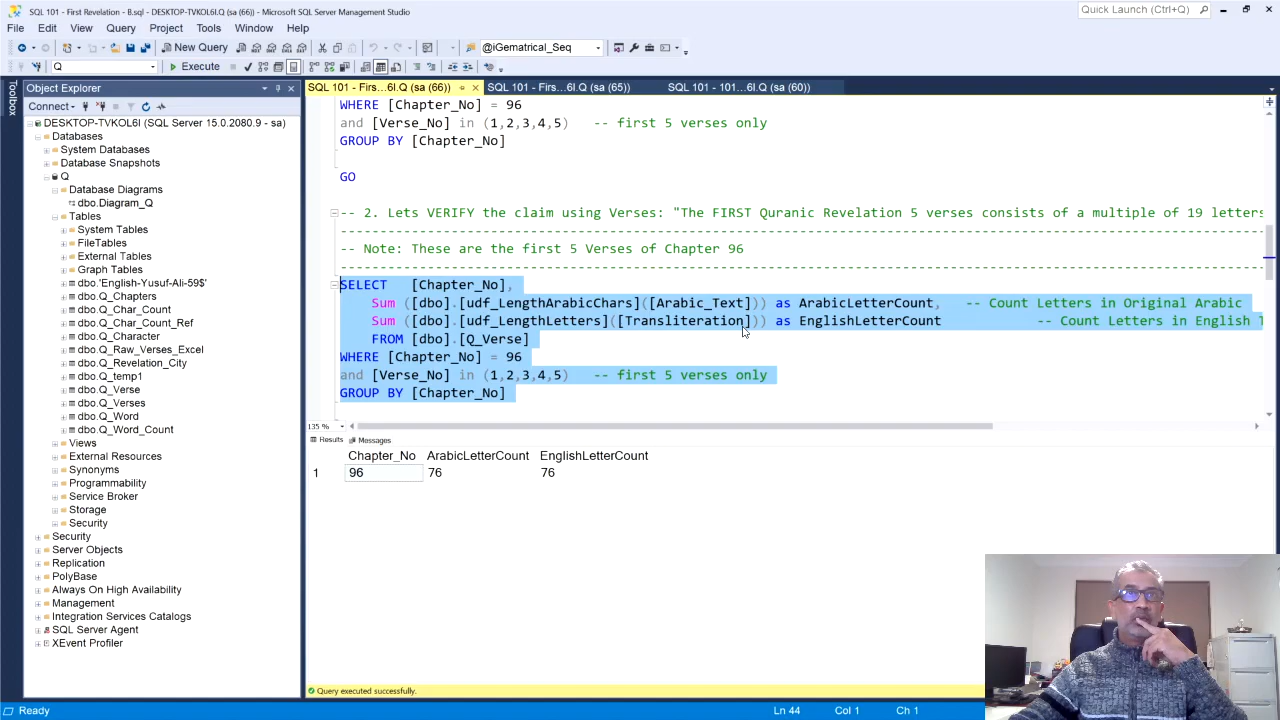 SQL 101 - First Revelation - B.sql - DESKTOP-TVKOL6I.Q (sa (66)) - Microsoft SQL Server Management Studio
Quick Launch (Ctrl+Q)
File Edit View Query Project Tools Window Help
New Query
@iGematrical_Seq
Q
Execute
Toolbox
Object Explorer
SQL 101 - Firs...6I.Q (sa (66))
SQL 101 - Firs...6I.Q (sa (65))
SQL 101 - 101...6I.Q (sa (60))
Connect
DESKTOP-TVKOL6I (SQL Server 15.0.2080.9 - sa)
Databases
System Databases
Database Snapshots
Q
Database Diagrams
dbo.Diagram_Q
Tables
System Tables
FileTables
External Tables
Graph Tables
dbo.'English-Yusuf-Ali-59$'
dbo.Q_Chapters
dbo.Q_Char_Count
dbo.Q_Char_Count_Ref
dbo.Q_Character
dbo.Q_Raw_Verses_Excel
dbo.Q_Revelation_City
dbo.Q_temp1
dbo.Q_Verse
dbo.Q_Verses
dbo.Q_Word
dbo.Q_Word_Count
Views
External Resources
Synonyms
Programmability
Service Broker
Storage
Security
Security
Server Objects
Replication
PolyBase
Always On High Availability
Management
Integration Services Catalogs
SQL Server Agent
XEvent Profiler
WHERE [Chapter_No] = 96
and [Verse_No] in (1,2,3,4,5) -- first 5 verses only
GROUP BY [Chapter_No]
GO
-- 2. Lets VERIFY the claim using Verses: "The FIRST Quranic Revelation 5 verses consists of a multiple of 19 letters
-- Note: These are the first 5 Verses of Chapter 96
SELECT [Chapter_No],
Sum ([dbo].[udf_LengthArabicChars]([Arabic_Text])) as ArabicLetterCount, -- Count Letters in Original Arabic
Sum ([dbo].[udf_LengthLetters]([Transliteration])) as EnglishLetterCount -- Count Letters in English T
FROM [dbo].[Q_Verse]
WHERE [Chapter_No] = 96
and [Verse_No] in (1,2,3,4,5) -- first 5 verses only
GROUP BY [Chapter_No]
135 %
Results Messages
Chapter_No ArabicLetterCount EnglishLetterCount
1 96 76 76
Query executed successfully.
Ready
Ln 44 Col 1 Ch 1